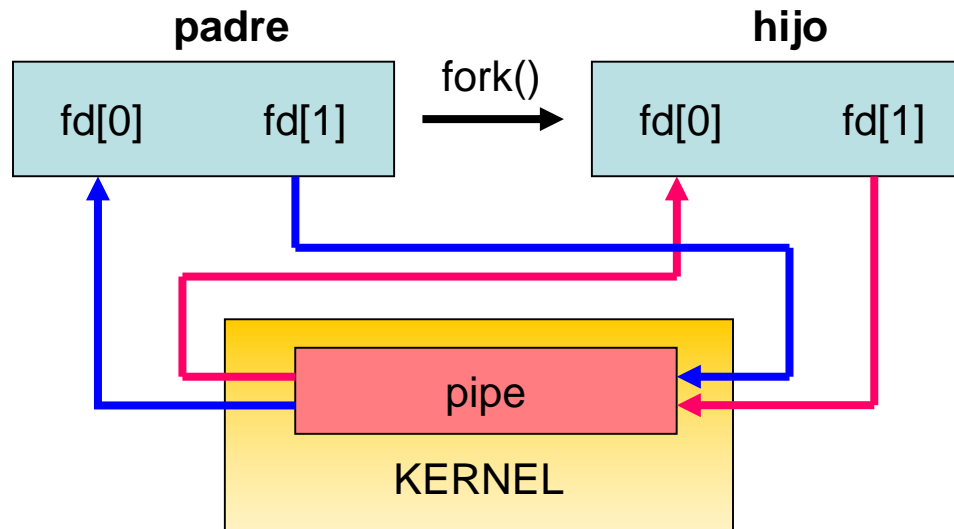 padre
hijo
fork()
fd[0] fd[1]
fd[0] fd[1]
pipe
KERNEL